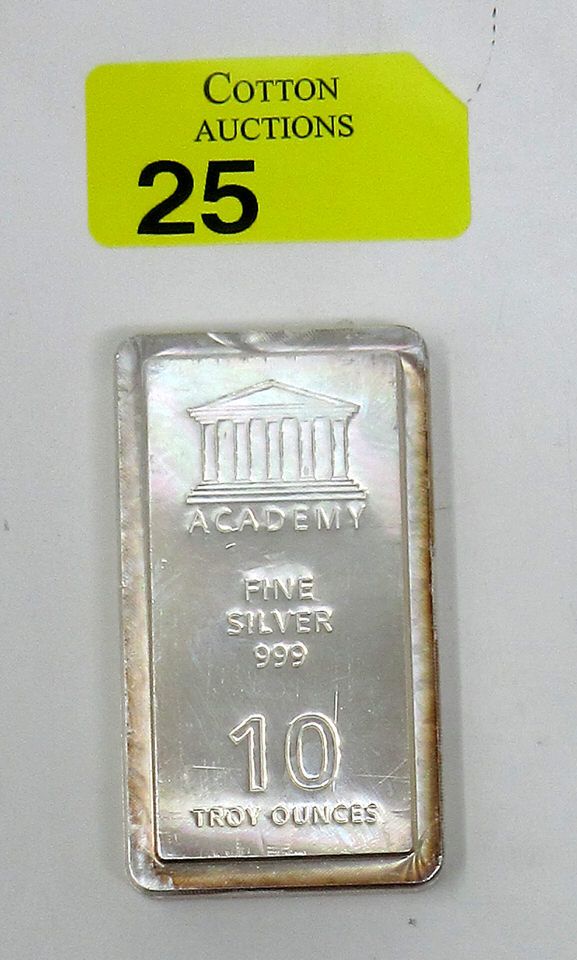 COTTON
AUCTIONS
25
ACADEMY
FINE
SILVER
999
10
TROY OUNCES